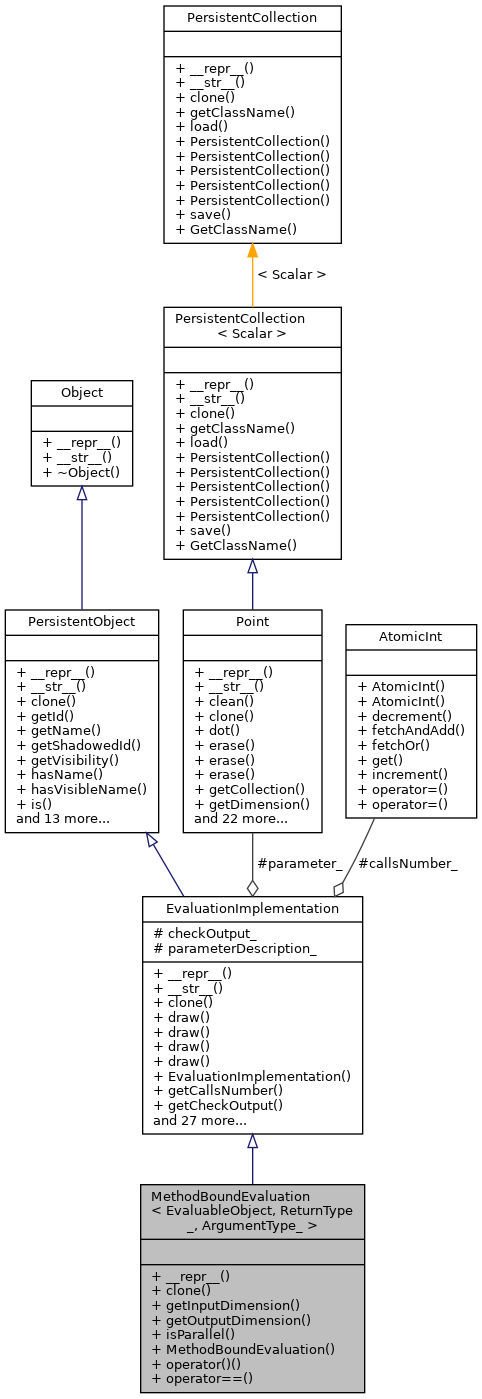 PersistentCollection
+ __repr__()
+ __str__()
+ clone()
+ getClassName()
+ load()
+ PersistentCollection()
+ PersistentCollection()
+ PersistentCollection()
+ PersistentCollection()
+ PersistentCollection()
+ save()
+ GetClassName()
< Scalar >
PersistentCollection
< Scalar >
+ __repr__()
+ __str__()
+ clone()
+ getClassName()
+ load()
+ PersistentCollection()
+ PersistentCollection()
+ PersistentCollection()
+ PersistentCollection()
+ PersistentCollection()
+ save()
+ GetClassName()
Object
+ __repr__()
+ __str__()
+ ~Object()
PersistentObject
+ __repr__()
+ __str__()
+ clone()
+ getId()
+ getName()
+ getShadowedId()
+ getVisibility()
+ hasName()
+ hasVisibleName()
+ is()
and 13 more...
Point
+ __repr__()
+ __str__()
+ clean()
+ clone()
+ dot()
+ erase()
+ erase()
+ erase()
+ getCollection()
+ getDimension()
and 22 more...
AtomicInt
+ AtomicInt()
+ AtomicInt()
+ decrement()
+ fetchAndAdd()
+ fetchOr()
+ get()
+ increment()
+ operator=()
+ operator=()
#parameter_
#callsNumber_
EvaluationImplementation
# checkOutput_
# parameterDescription_
+ __repr__()
+ __str__()
+ clone()
+ draw()
+ draw()
+ draw()
+ draw()
+ EvaluationImplementation()
+ getCallsNumber()
+ getCheckOutput()
and 27 more...
MethodBoundEvaluation
< EvaluableObject, ReturnType
_, ArgumentType_ >
+ __repr__()
+ clone()
+ getInputDimension()
+ getOutputDimension()
+ isParallel()
+ MethodBoundEvaluation()
+ operator()()
+ operator==()